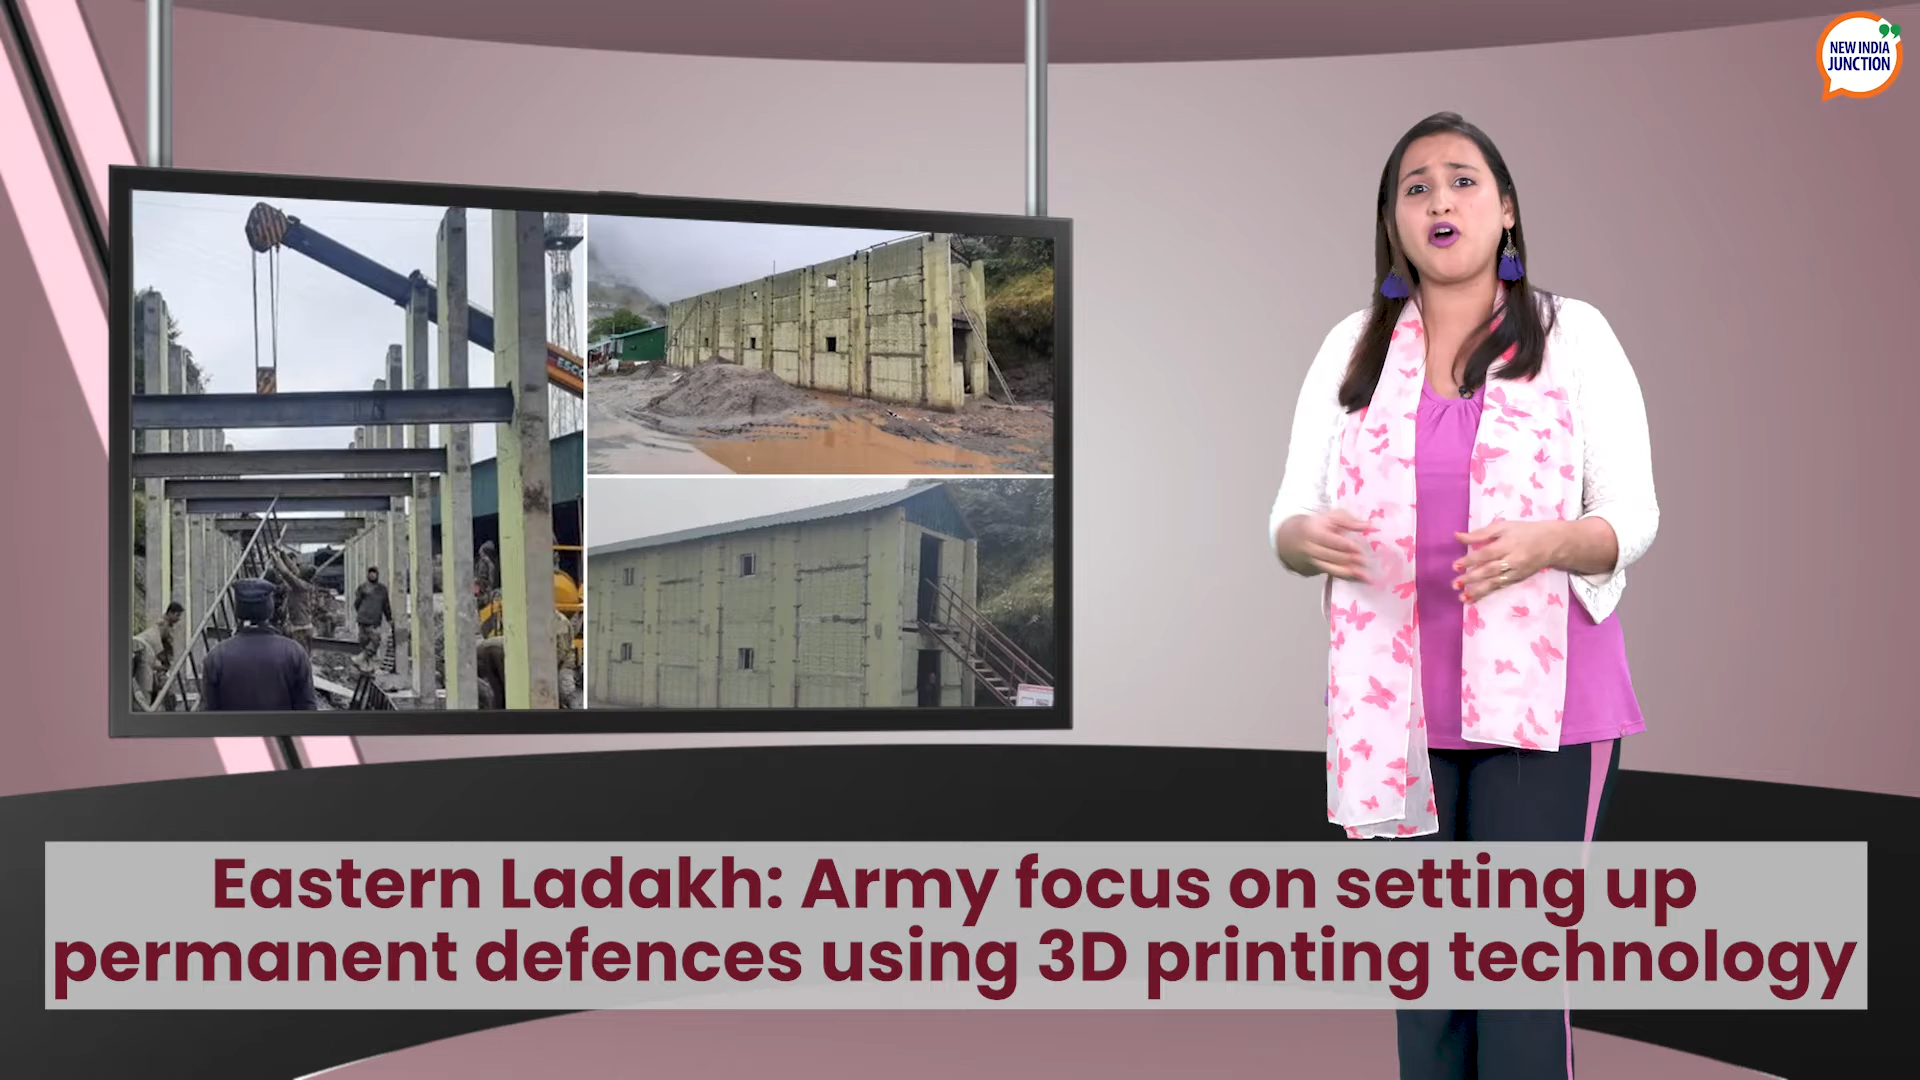 NEW INDIA
JUNCTION
Eastern Ladakh: Army focus on setting up
permanent defences using 3D printing technology